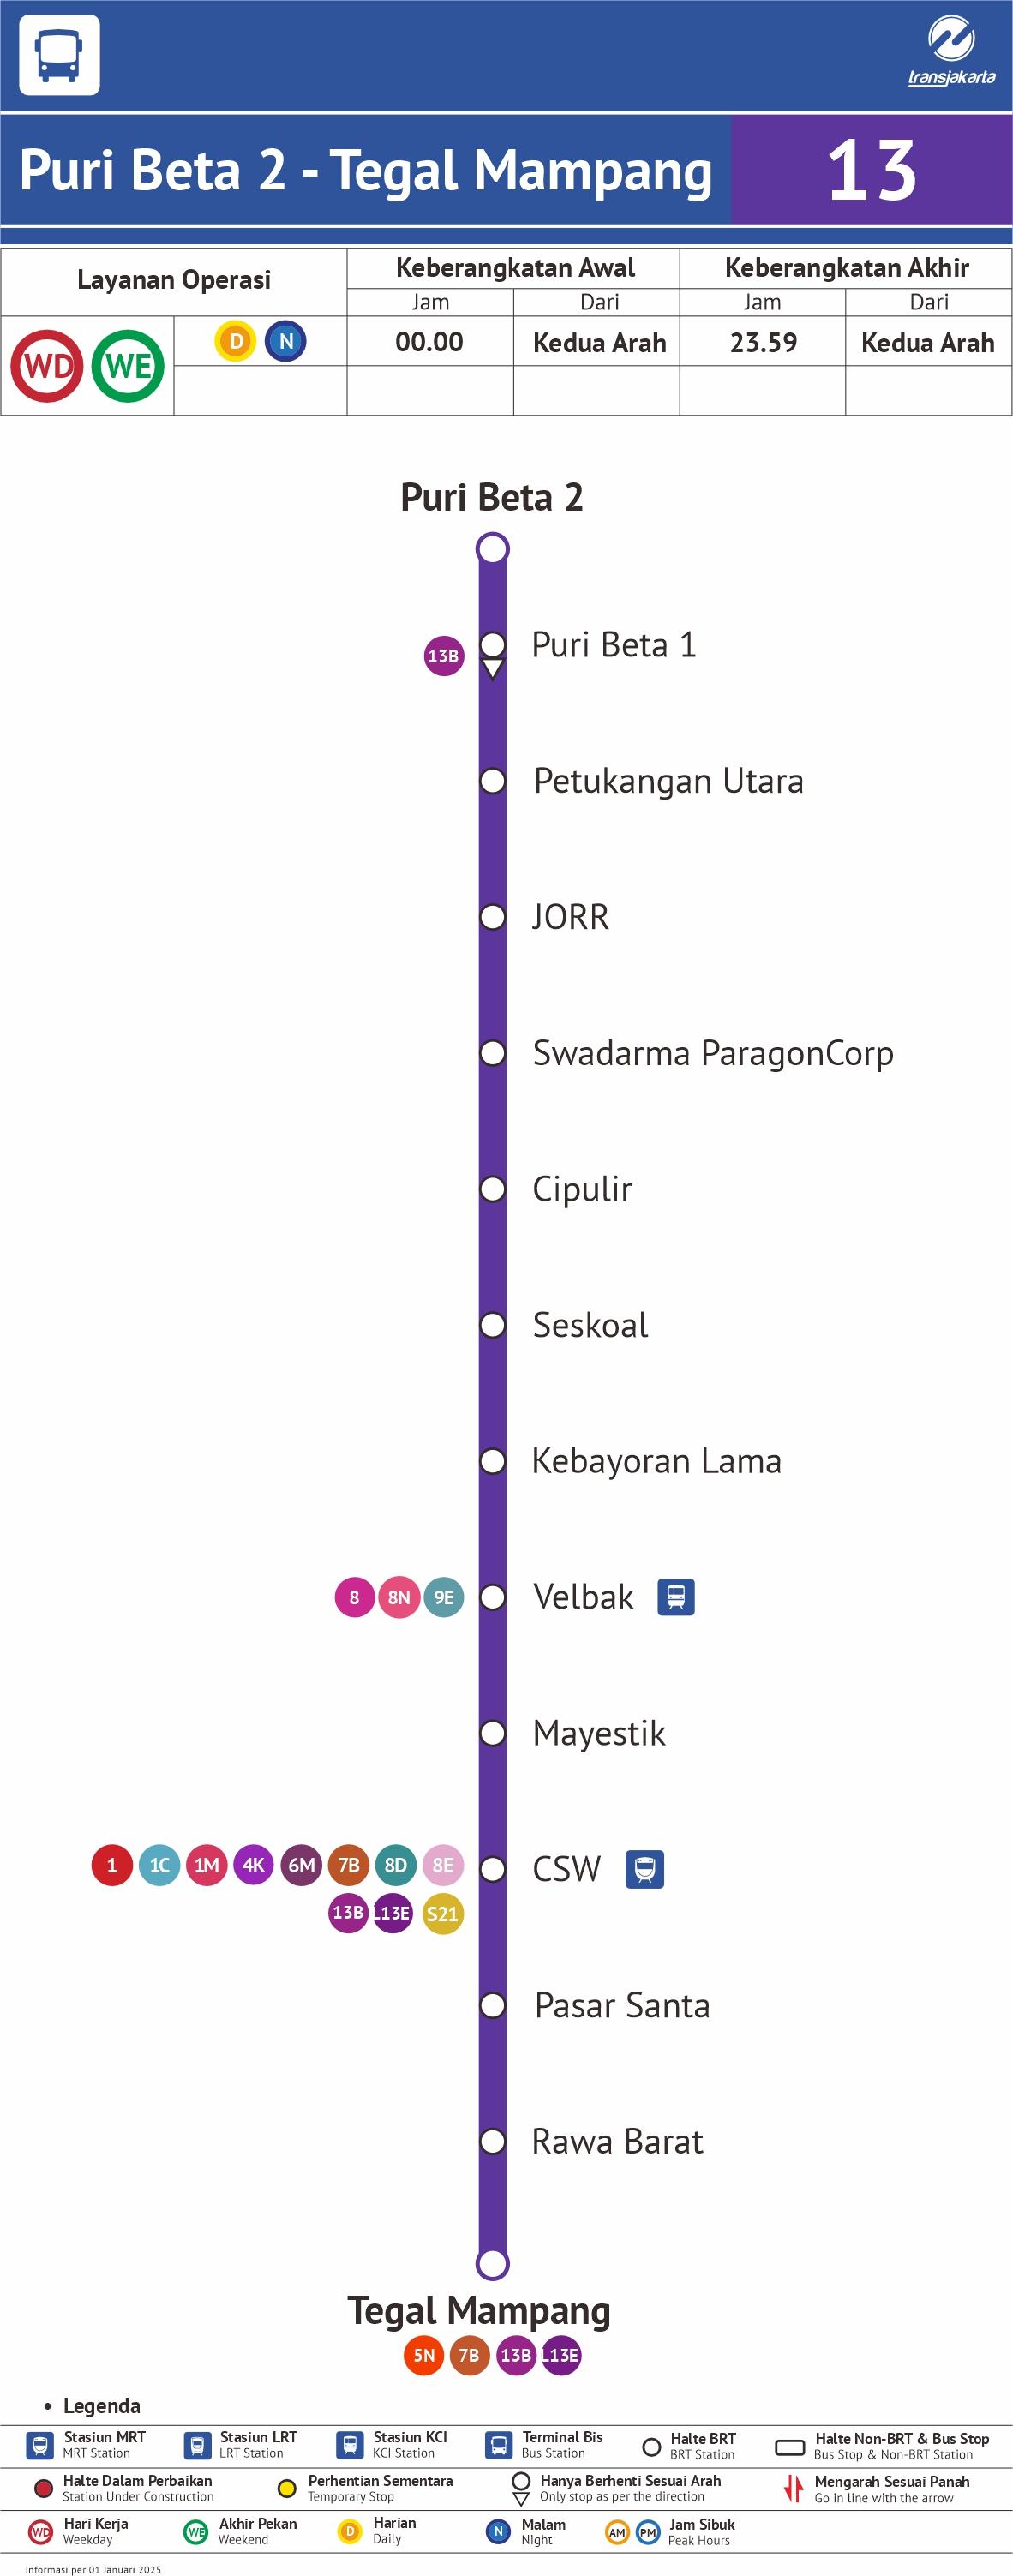 transjakarta
Puri Beta 2 - Tegal Mampang
13
Layanan Operasi
Keberangkatan Awal
Keberangkatan Akhir
Jam
Dari
Jam
Dari
WD
WE
D
N
00.00
Kedua Arah
23.59
Kedua Arah
Puri Beta 2
13B
Puri Beta 1
Petukangan Utara
JORR
Swadarma ParagonCorp
Cipulir
Seskoal
Kebayoran Lama
8 8N 9E
Velbak
Mayestik
1 1C 1M 4K 6M 7B 8D 8E
CSW
13B L13E S21
Pasar Santa
Rawa Barat
Tegal Mampang
5N 7B 13B L13E
• Legenda
Stasiun MRT
MRT Station
Stasiun LRT
LRT Station
Stasiun KCI
KCI Station
Terminal Bis
Bus Station
Halte BRT
BRT Station
Halte Non-BRT & Bus Stop
Bus Stop & Non-BRT Station
Halte Dalam Perbaikan
Station Under Construction
Perhentian Sementara
Temporary Stop
Hanya Berhenti Sesuai Arah
Only stop as per the direction
Mengarah Sesuai Panah
Go in line with the arrow
WD
Hari Kerja
Weekday
WE
Akhir Pekan
Weekend
D
Harian
Daily
N
Malam
Night
AM PM
Jam Sibuk
Peak Hours
Informasi per 01 Januari 2025